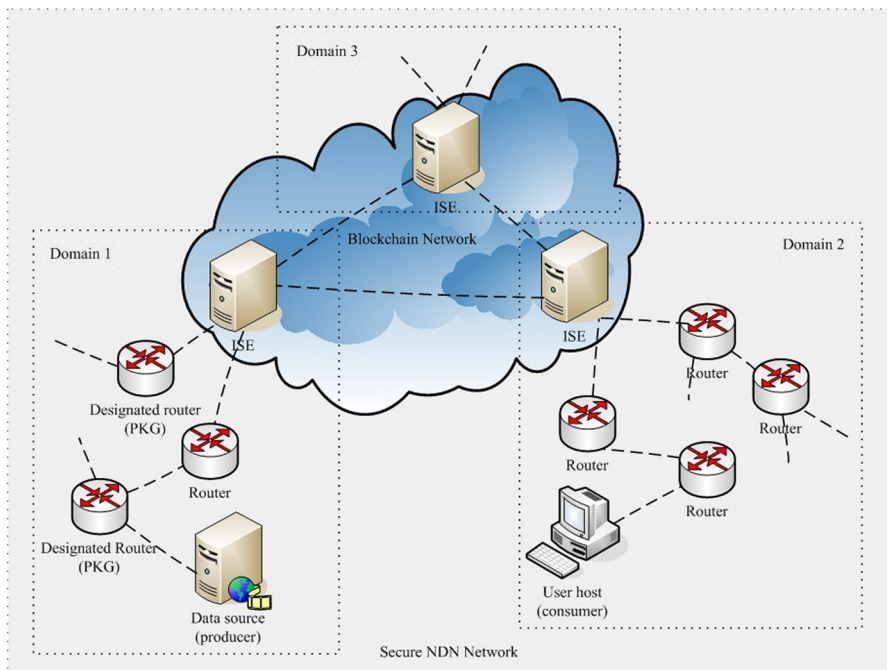 Domain 3
ISE
Blockchain Network
Domain 1
Domain 2
ISE
ISE
Router
Designated router
(PKG)
Router
Router
Router
Designated Router
(PKG)
Router
Data source
(producer)
User host
(consumer)
Secure NDN Network